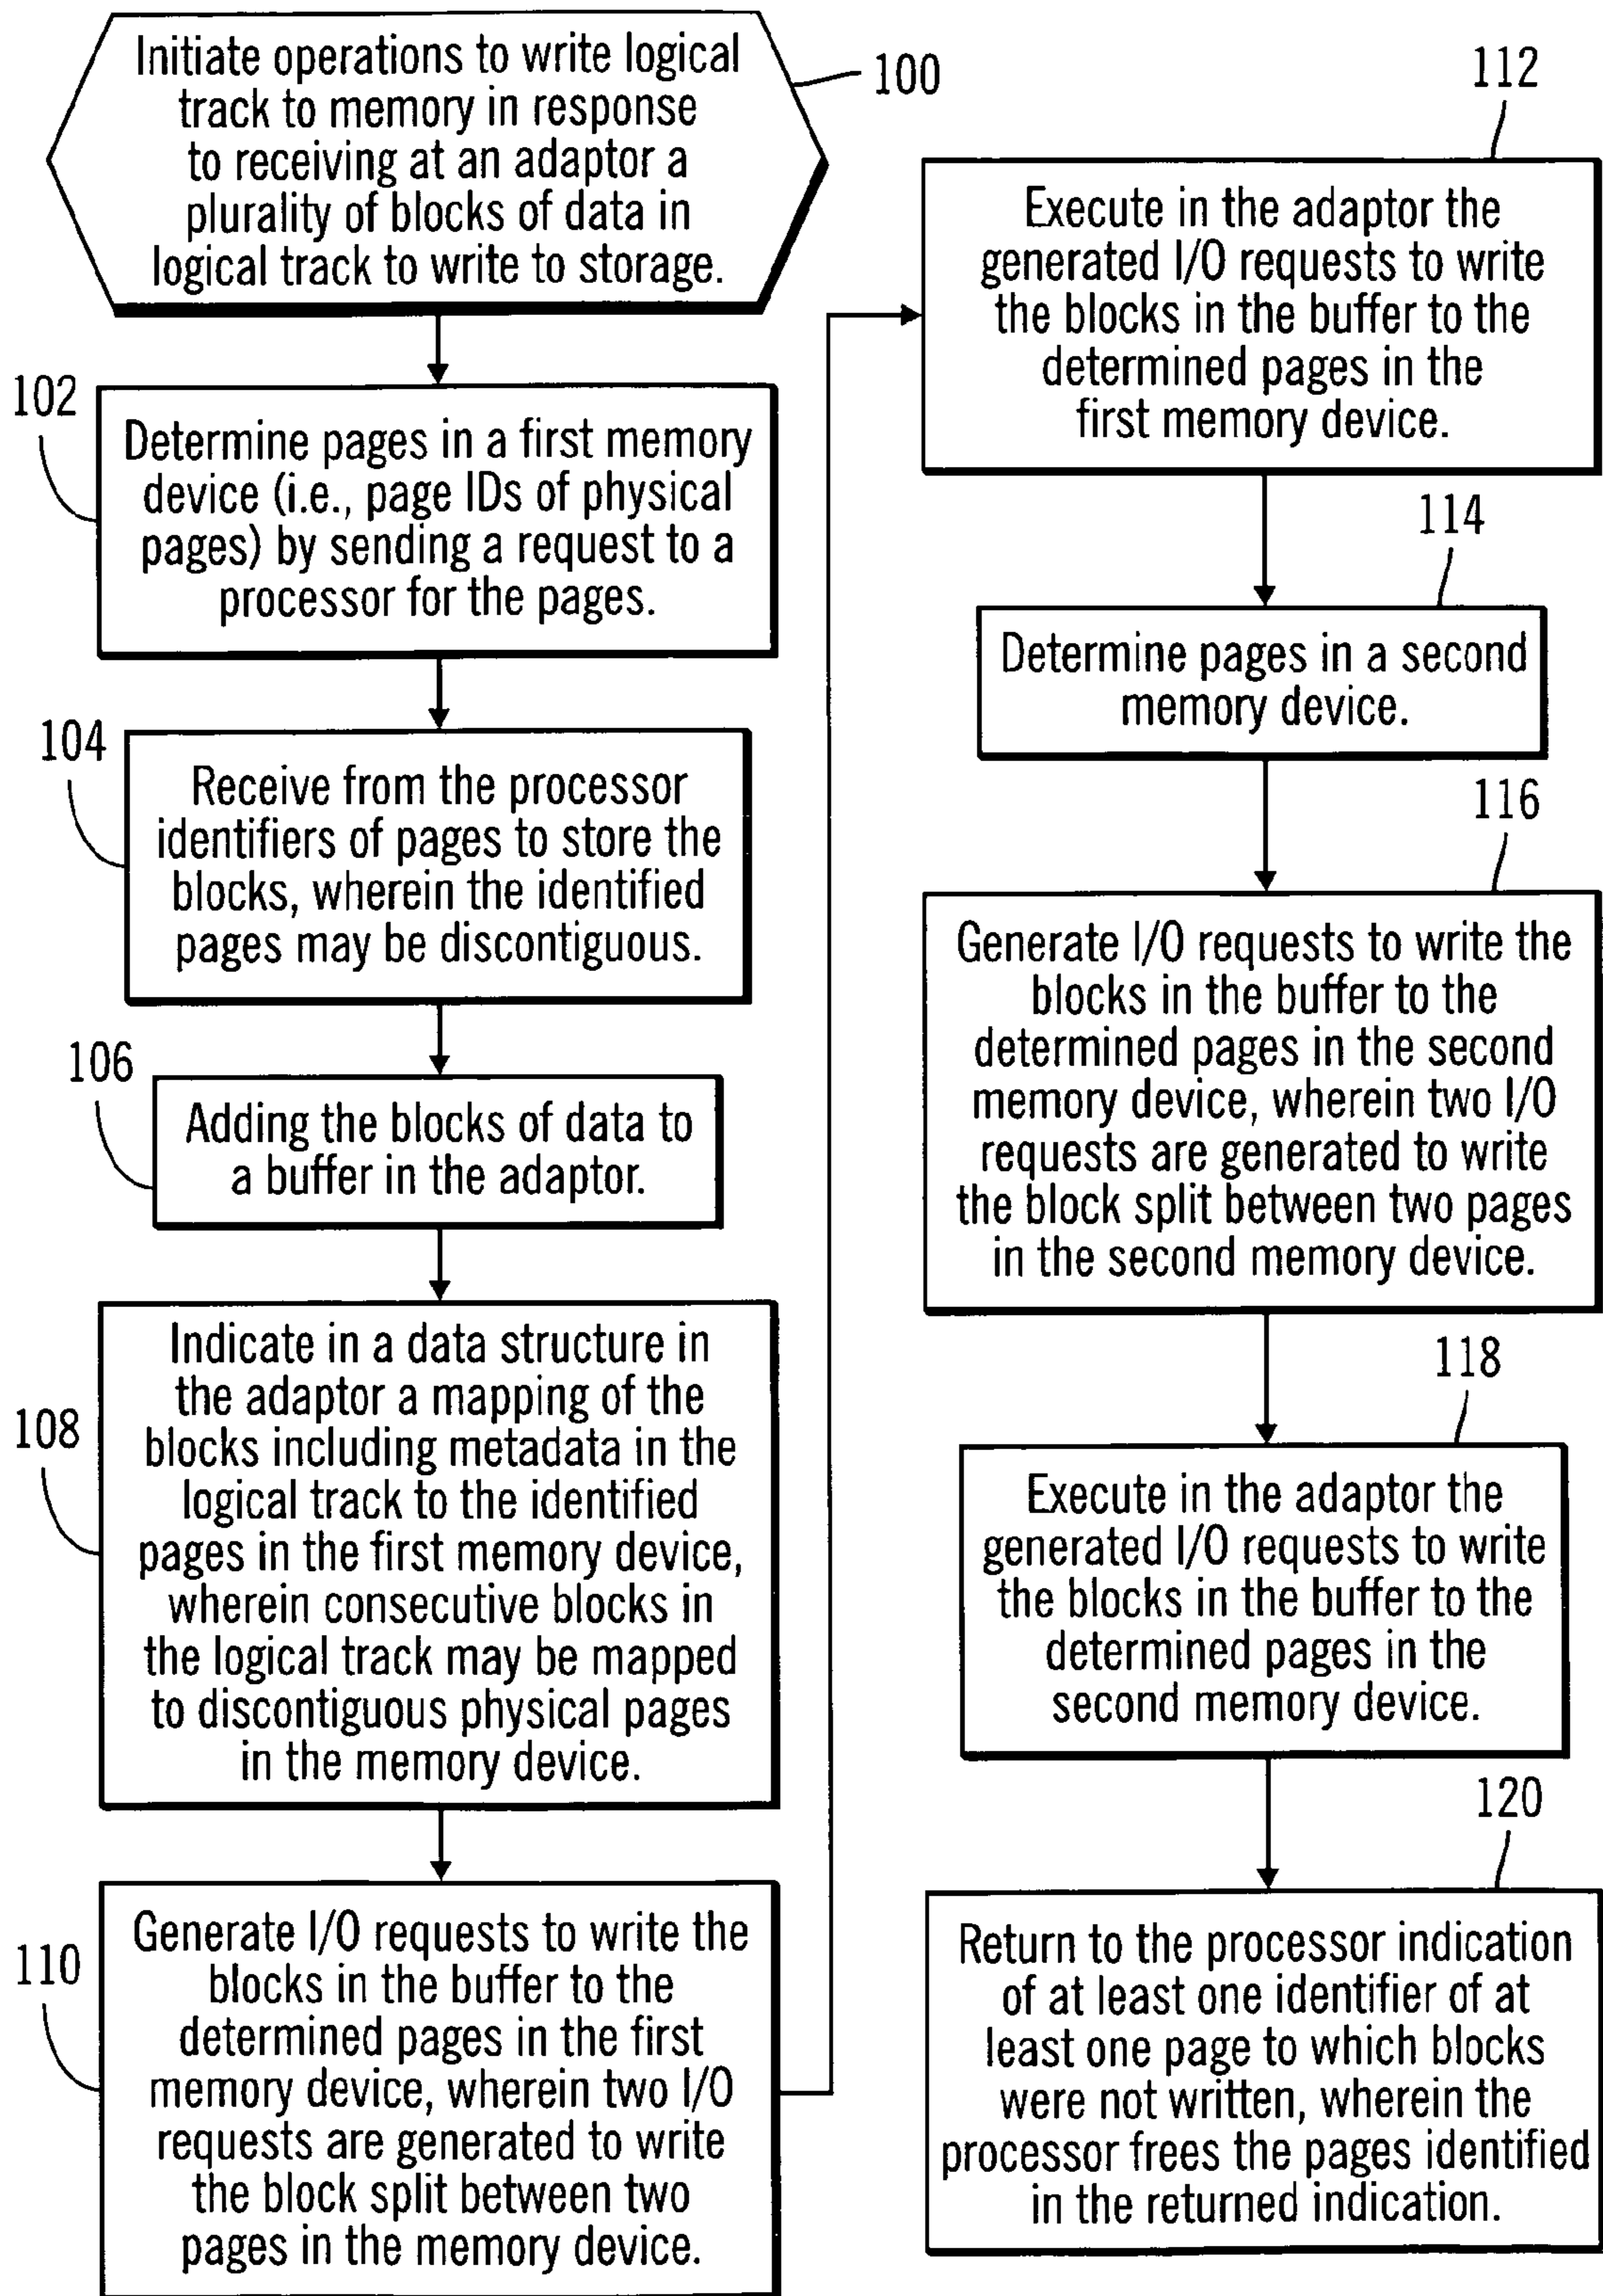 Initiate operations to write logical
track to memory in response
to receiving at an adaptor a
plurality of blocks of data in
logical track to write to storage.
100
102
Determine pages in a first memory
device (i.e., page IDs of physical
pages) by sending a request to a
processor for the pages.
104
Receive from the processor
identifiers of pages to store the
blocks, wherein the identified
pages may be discontiguous.
106
Adding the blocks of data to
a buffer in the adaptor.
108
Indicate in a data structure in
the adaptor a mapping of the
blocks including metadata in the
logical track to the identified
pages in the first memory device,
wherein consecutive blocks in
the logical track may be mapped
to discontiguous physical pages
in the memory device.
110
Generate I/O requests to write the
blocks in the buffer to the
determined pages in the first
memory device, wherein two I/O
requests are generated to write
the block split between two
pages in the memory device.
112
Execute in the adaptor the
generated I/O requests to write
the blocks in the buffer to the
determined pages in the
first memory device.
114
Determine pages in a second
memory device.
116
Generate I/O requests to write the
blocks in the buffer to the
determined pages in the second
memory device, wherein two I/O
requests are generated to write
the block split between two pages
in the second memory device.
118
Execute in the adaptor the
generated I/O requests to write
the blocks in the buffer to the
determined pages in the
second memory device.
120
Return to the processor indication
of at least one identifier of at
least one page to which blocks
were not written, wherein the
processor frees the pages identified
in the returned indication.